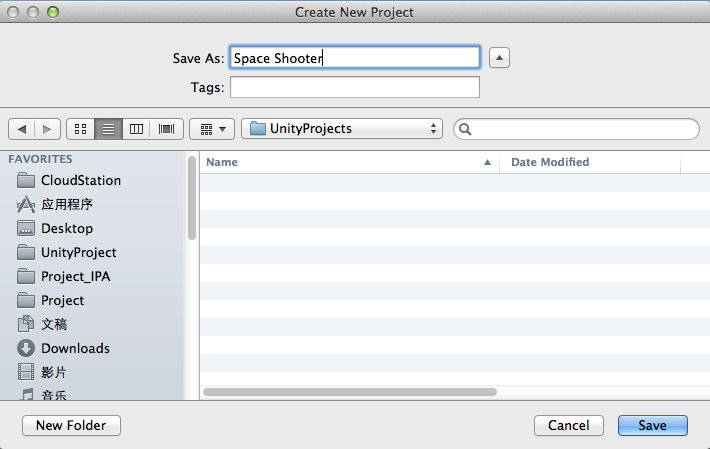 Create New Project
Save As: Space Shooter
Tags:
UnityProjects
FAVORITES
Name Date Modified
CloudStation
应用程序
Desktop
UnityProject
Project_IPA
Project
文稿
Downloads
影片
音乐
New Folder Cancel Save